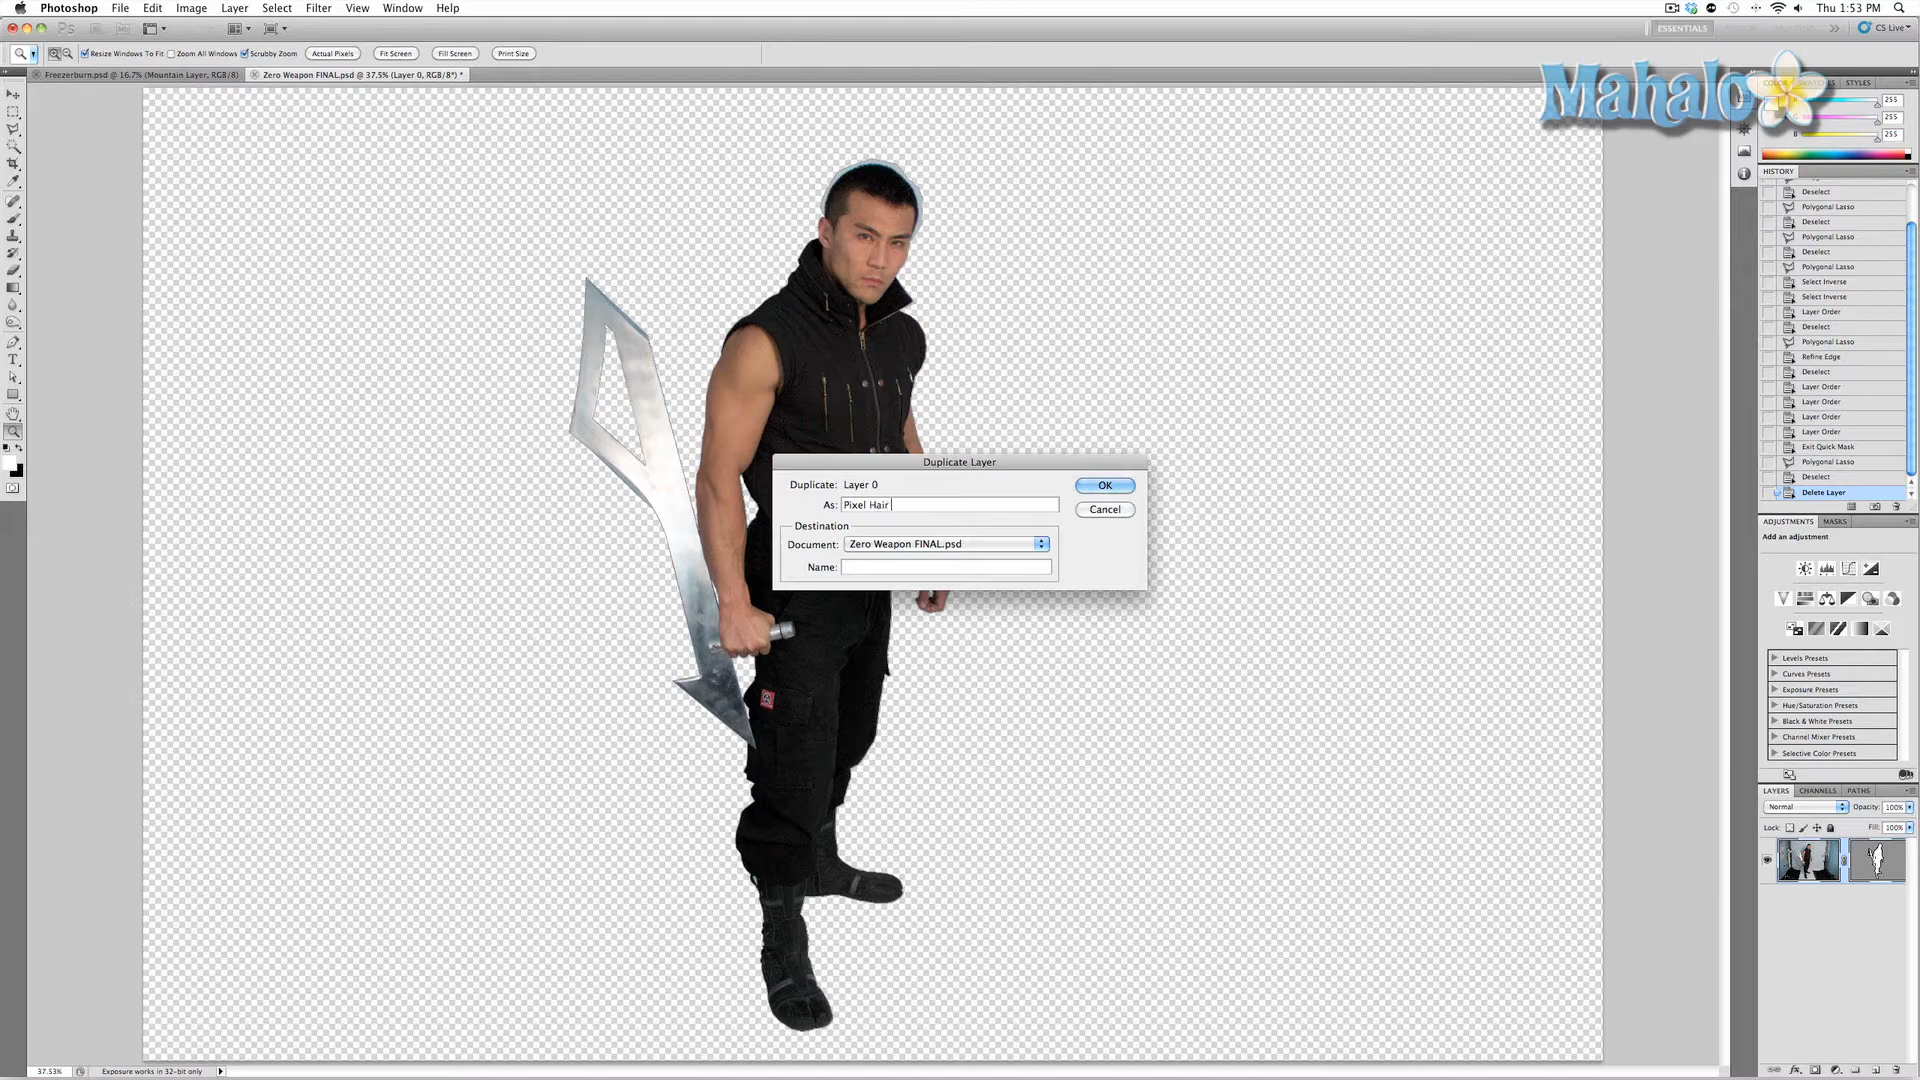 Photoshop File Edit Image Layer Select Filter View Window Help
Thu 1:53 PM
ESSENTIALS
CS Live
Resize Windows To Fit Zoom All Windows Scrubby Zoom Actual Pixels Fit Screen Fill Screen Print Size
Freezerburn.psd @ 16.7% (Mountain Layer, RGB/8) Zero Weapon FINAL.psd @ 37.5% (Layer 0, RGB/8*) *
Mahalo
STYLES
255
255
B 255
HISTORY
Deselect
Polygonal Lasso
Deselect
Polygonal Lasso
Deselect
Polygonal Lasso
Select Inverse
Select Inverse
Layer Order
Deselect
Polygonal Lasso
Refine Edge
Deselect
Layer Order
Layer Order
Layer Order
Layer Order
Exit Quick Mask
Polygonal Lasso
Deselect
Delete Layer
Duplicate Layer
Duplicate: Layer 0
As: Pixel Hair
OK
Cancel
Destination
Document: Zero Weapon FINAL.psd
Name:
ADJUSTMENTS MASKS
Add an adjustment
Levels Presets
Curves Presets
Exposure Presets
Hue/Saturation Presets
Black & White Presets
Channel Mixer Presets
Selective Color Presets
LAYERS CHANNELS PATHS
Normal Opacity: 100%
Lock: Fill: 100%
37.53% Exposure works in 32-bit only